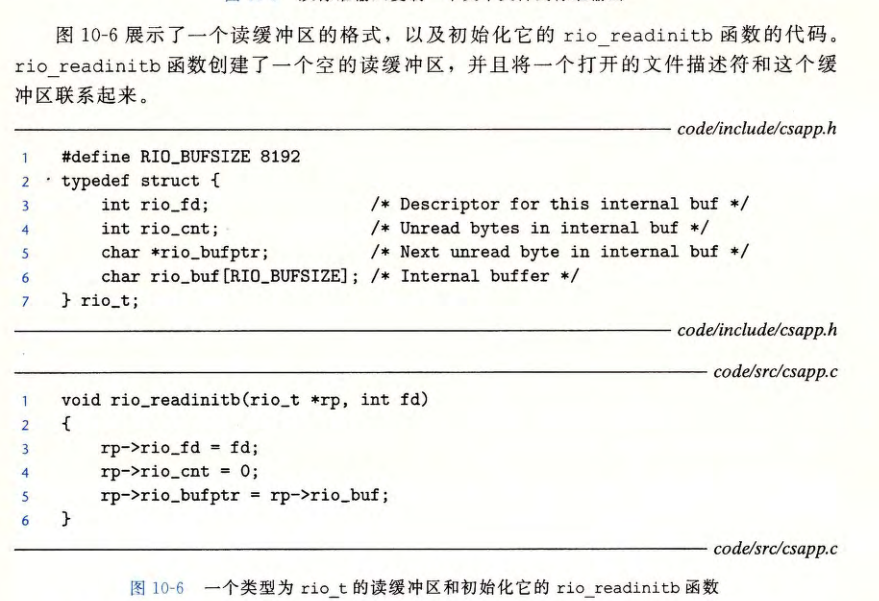 图 10-6 展示了一个读缓冲区的格式，以及初始化它的 rio_readinitb 函数的代码。
rio_readinitb 函数创建了一个空的读缓冲区，并且将一个打开的文件描述符和这个缓
冲区联系起来。
code/include/csapp.h
1 #define RIO_BUFSIZE 8192
2 typedef struct {
3 int rio_fd; /* Descriptor for this internal buf */
4 int rio_cnt; /* Unread bytes in internal buf */
5 char *rio_bufptr; /* Next unread byte in internal buf */
6 char rio_buf[RIO_BUFSIZE]; /* Internal buffer */
7 } rio_t;
code/include/csapp.h
code/src/csapp.c
1 void rio_readinitb(rio_t *rp, int fd)
2 {
3 rp->rio_fd = fd;
4 rp->rio_cnt = 0;
5 rp->rio_bufptr = rp->rio_buf;
6 }
code/src/csapp.c
图 10-6 一个类型为 rio_t 的读缓冲区和初始化它的 rio_readinitb 函数